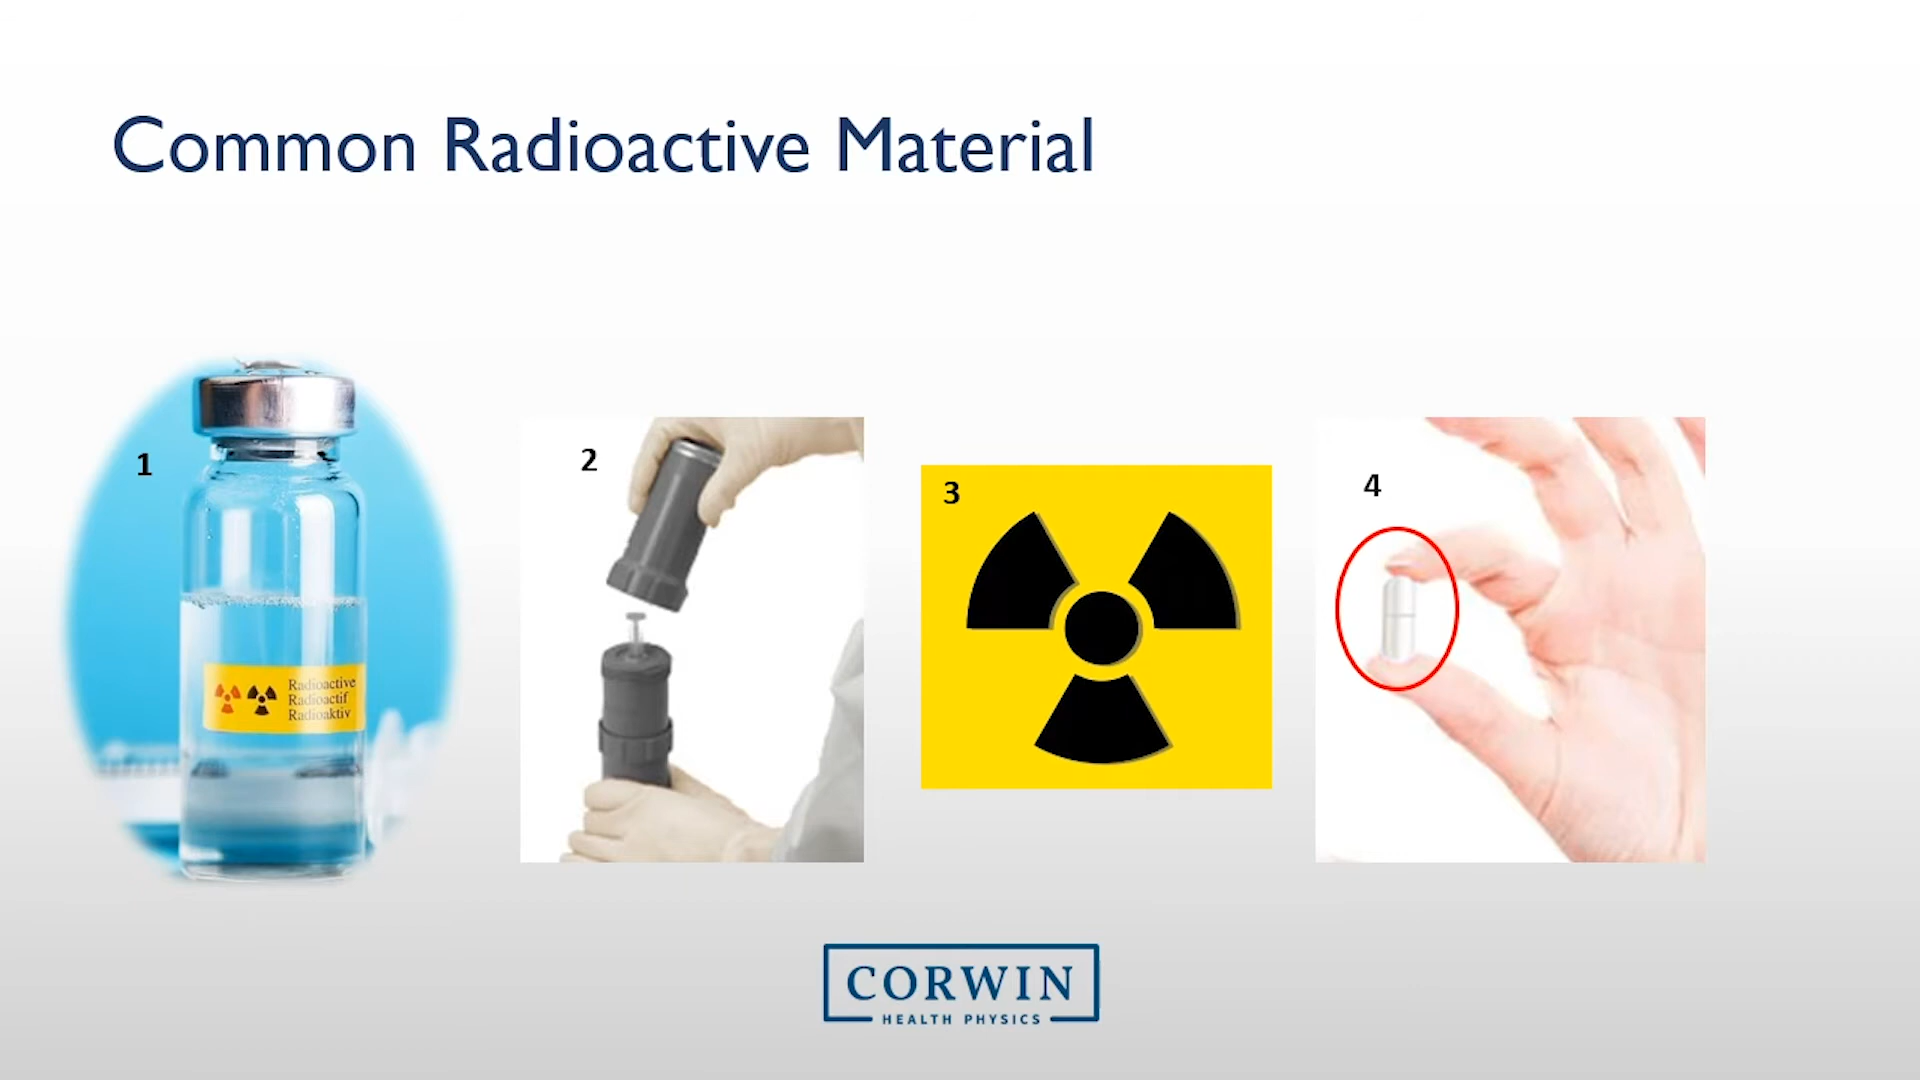 Common Radioactive Material
1
Radioactive
Radioactif
Radioaktiv
2
3
4
CORWIN
HEALTH PHYSICS